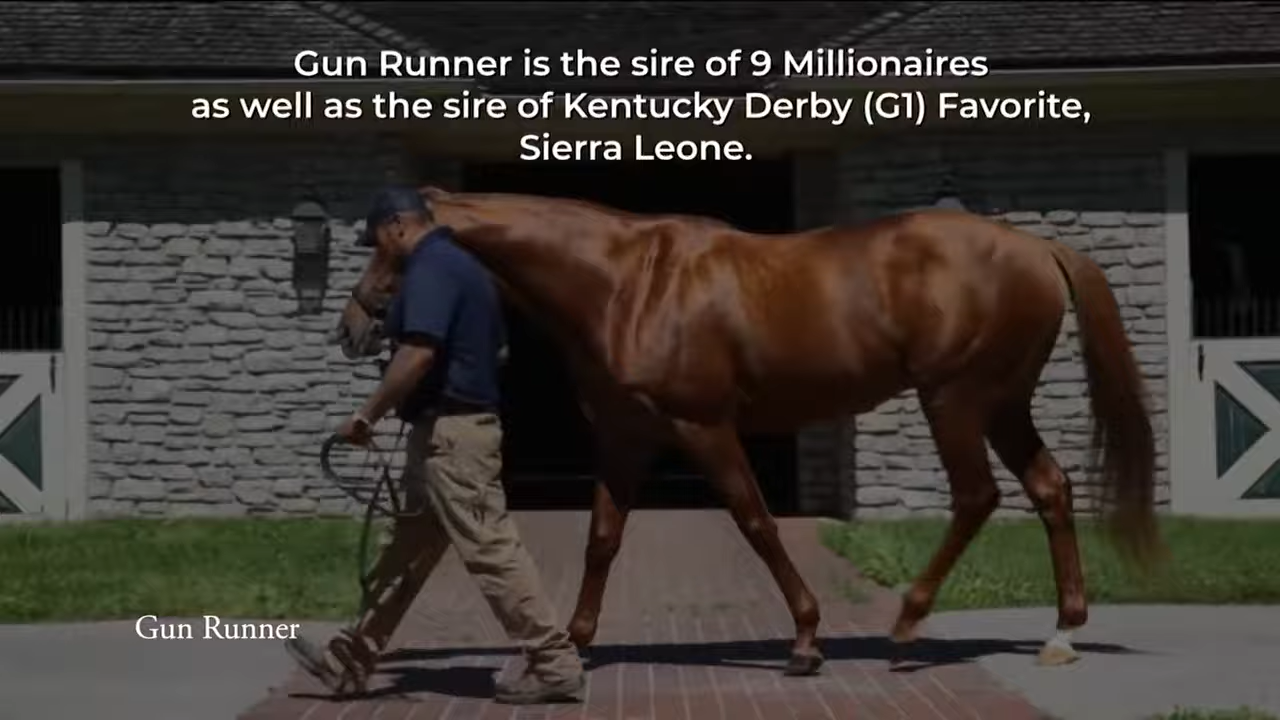 Gun Runner is the sire of 9 Millionaires
as well as the sire of Kentucky Derby (G1) Favorite,
Sierra Leone.
Gun Runner